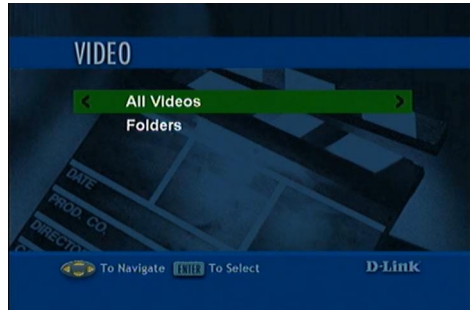 VIDEO
All Videos
Folders
DATE
PROD. CO.
DIRECTOR
To Navigate ENTER To Select
D-Link